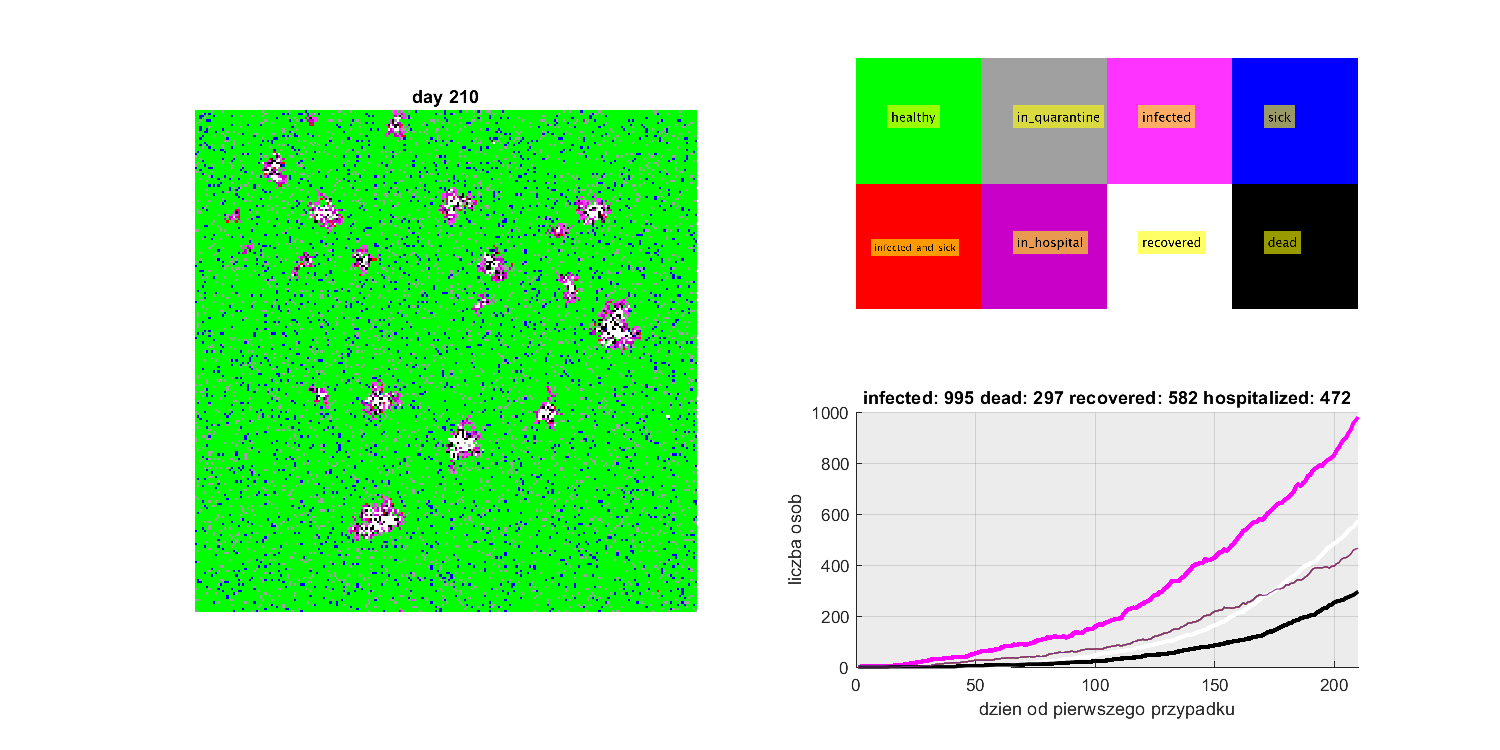 day 210
healthy
in_quarantine
infected
sick
infected and sick
in_hospital
recovered
dead
infected: 995 dead: 297 recovered: 582 hospitalized: 472
1000
800
600
400
200
0
liczba osob
0 50 100 150 200
dzien od pierwszego przypadku